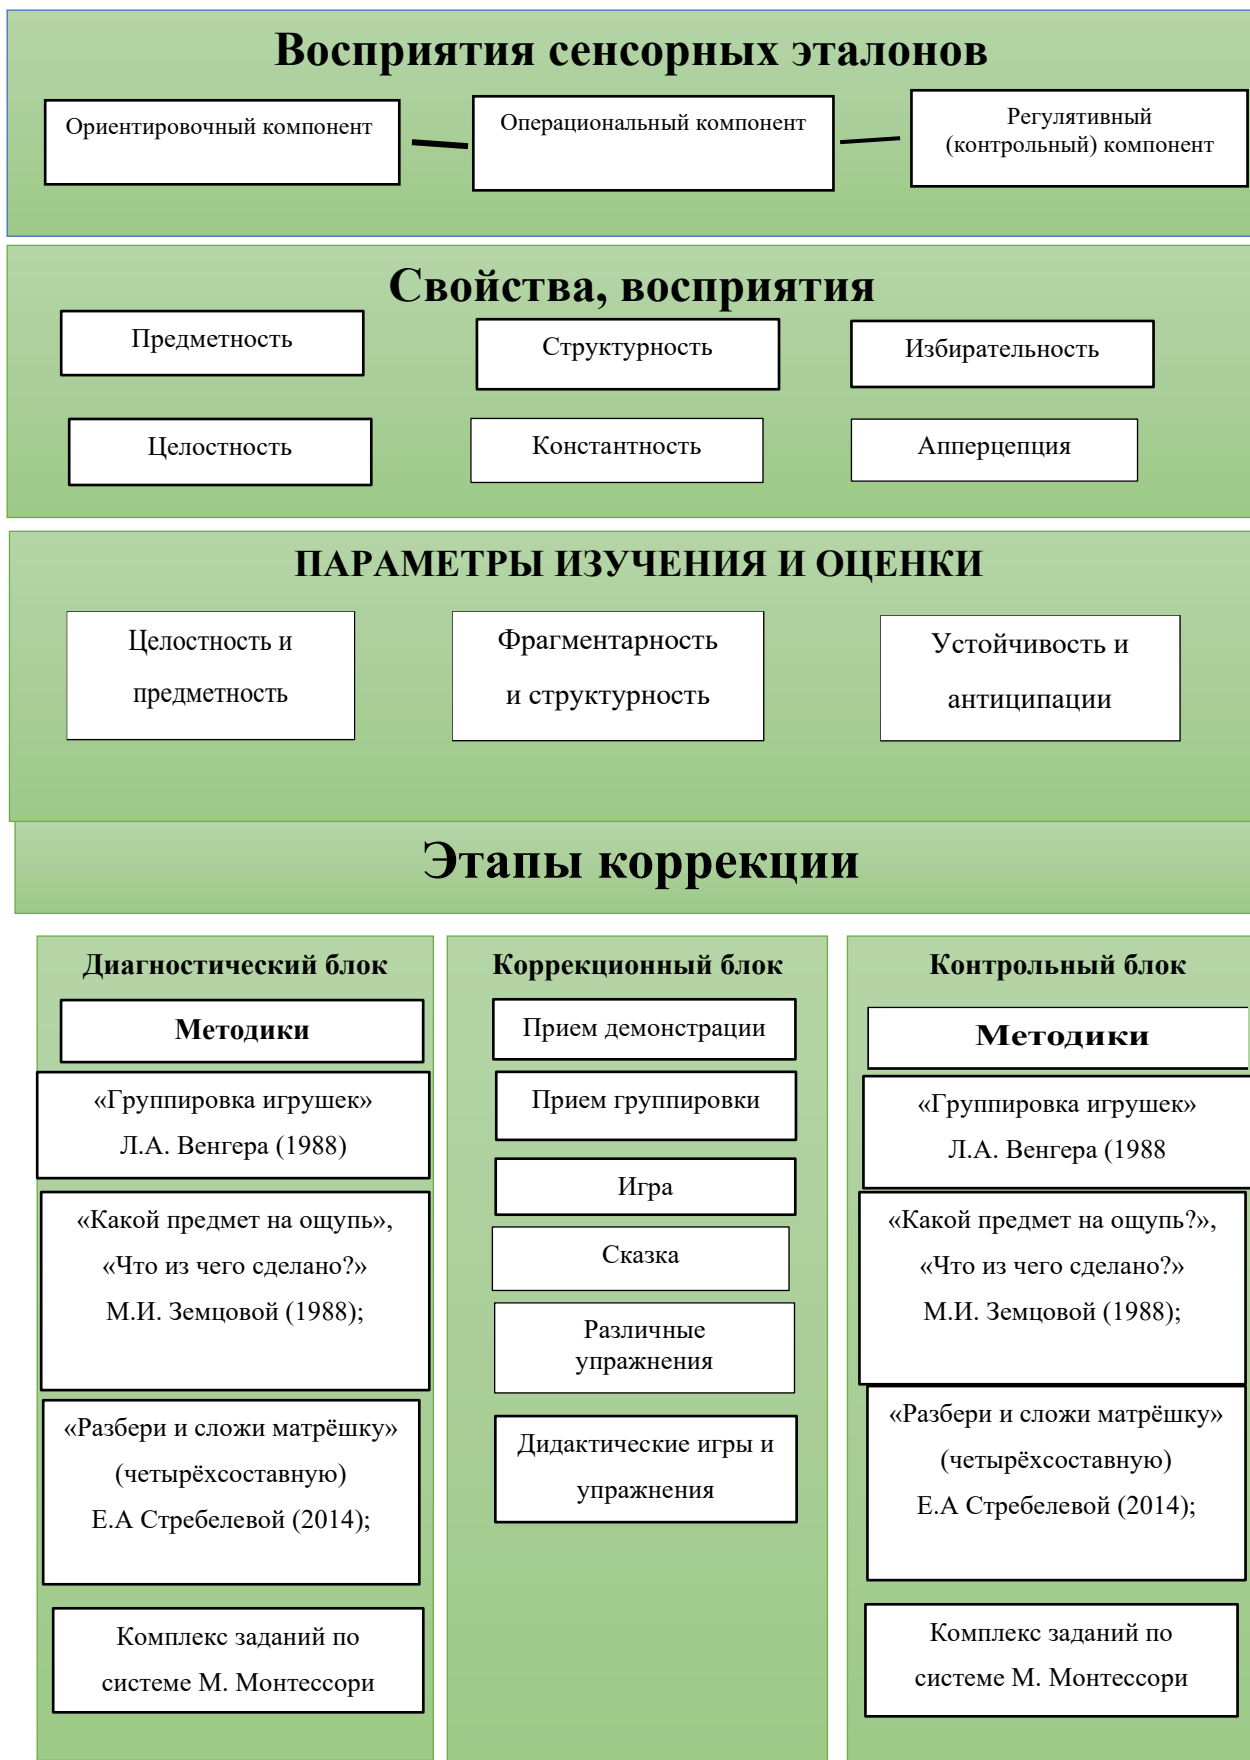 Восприятия сенсорных эталонов
Ориентировочный компонент
Операциональный компонент
Регулятивный
(контрольный) компонент
Свойства, восприятия
Предметность
Структурность
Избирательность
Целостность
Константность
Апперцепция
ПАРАМЕТРЫ ИЗУЧЕНИЯ И ОЦЕНКИ
Целостность и
предметность
Фрагментарность
и структурность
Устойчивость и
антиципации
Этапы коррекции
Диагностический блок
Методики
«Группировка игрушек»
Л.А. Венгера (1988)
«Какой предмет на ощупь»,
«Что из чего сделано?»
М.И. Земцовой (1988);
«Разбери и сложи матрёшку»
(четырёхсоставную)
Е.А Стребелевой (2014);
Комплекс заданий по
системе М. Монтессори
Коррекционный блок
Прием демонстрации
Прием группировки
Игра
Сказка
Различные
упражнения
Дидактические игры и
упражнения
Контрольный блок
Методики
«Группировка игрушек»
Л.А. Венгера (1988
«Какой предмет на ощупь?»,
«Что из чего сделано?»
М.И. Земцовой (1988);
«Разбери и сложи матрёшку»
(четырёхсоставную)
Е.А Стребелевой (2014);
Комплекс заданий по
системе М. Монтессори